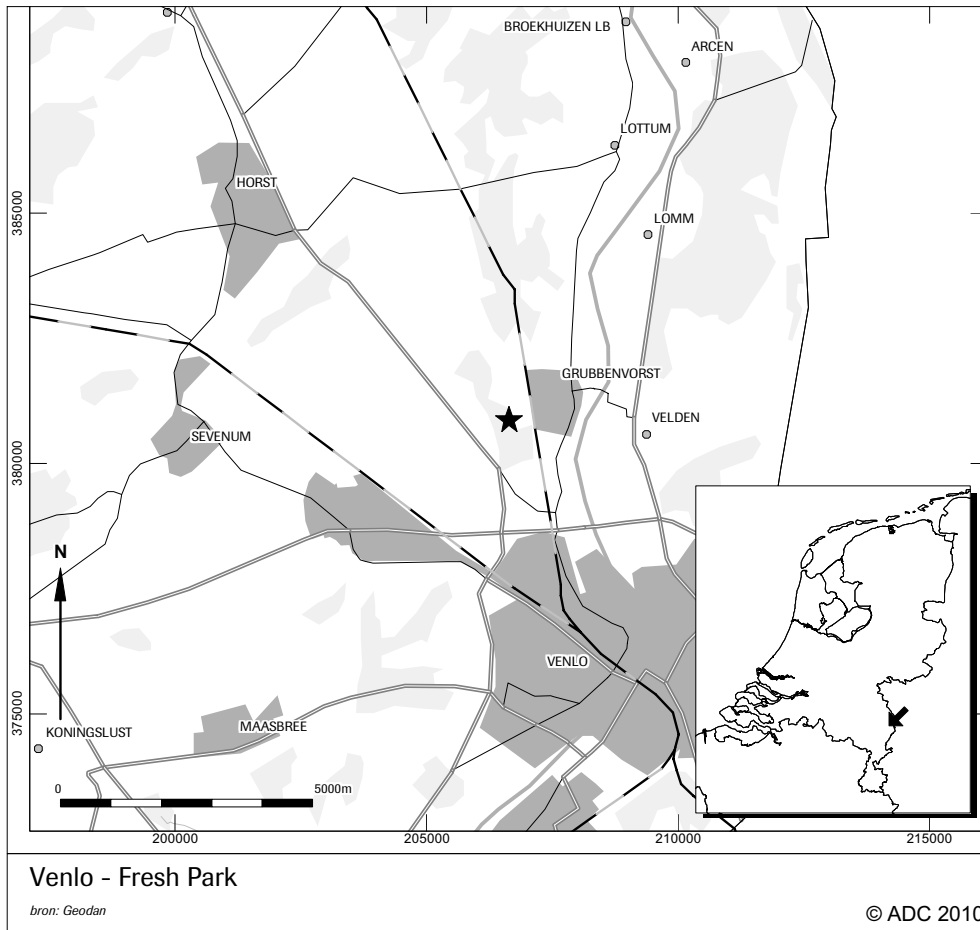 BROEKHUIZEN LB
ARCEN
LOTTUM
HORST
385000
LOMM
GRUBBENVORST
VELDEN
SEVENUM
380000
N
VENLO
MAASBREE
KONINGSLUST
375000
0 5000m
200000 205000 210000 215000
Venlo - Fresh Park
bron: Geodan
© ADC 2010